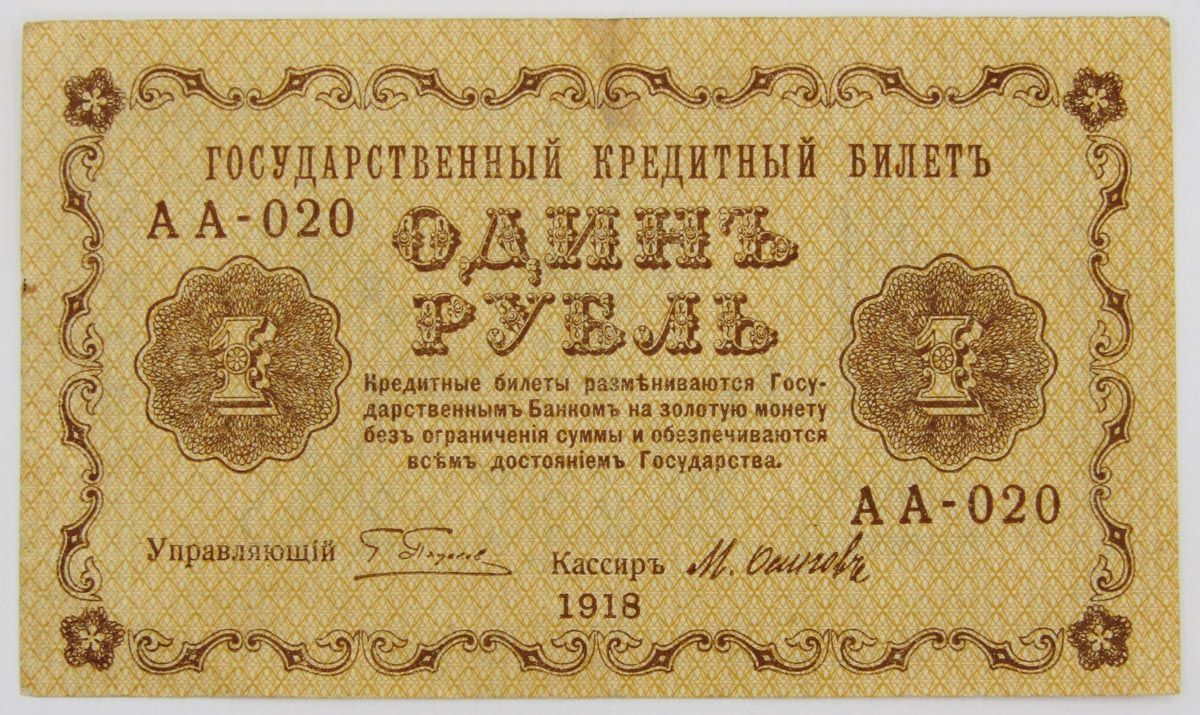 ГОСУДАРСТВЕННЫЙ КРЕДИТНЫЙ БИЛЕТЪ
АА-020
ОДИНЪ
РУБЛЬ
1
1
Кредитные билеты размѣниваются Госу-
дарственнымъ Банкомъ на золотую монету
безъ ограниченія суммы и обезпечиваются
всѣмъ достояніемъ Государства.
АА-020
Управляющій
Кассиръ М. Осиповъ
1918